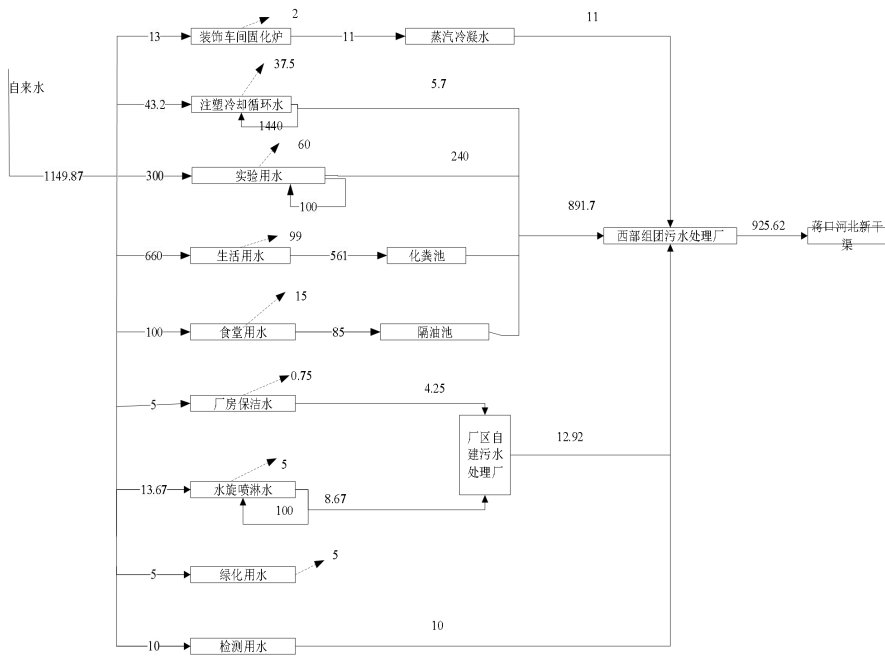 2
11
13
装饰车间固化炉
11
蒸汽冷凝水
37.5
5.7
自来水
43.2
注塑冷却循环水
1440
60
240
1149.87
300
实验用水
100
891.7
925.62
99
西部组团污水处理厂
蒋口河北新干
渠
660
生活用水
561
化粪池
15
100
食堂用水
85
隔油池
0.75
4.25
5
厂房保洁水
厂区自
建污水
处理厂
12.92
5
13.67
水旋喷淋水
8.67
100
5
5
绿化用水
10
10
检测用水